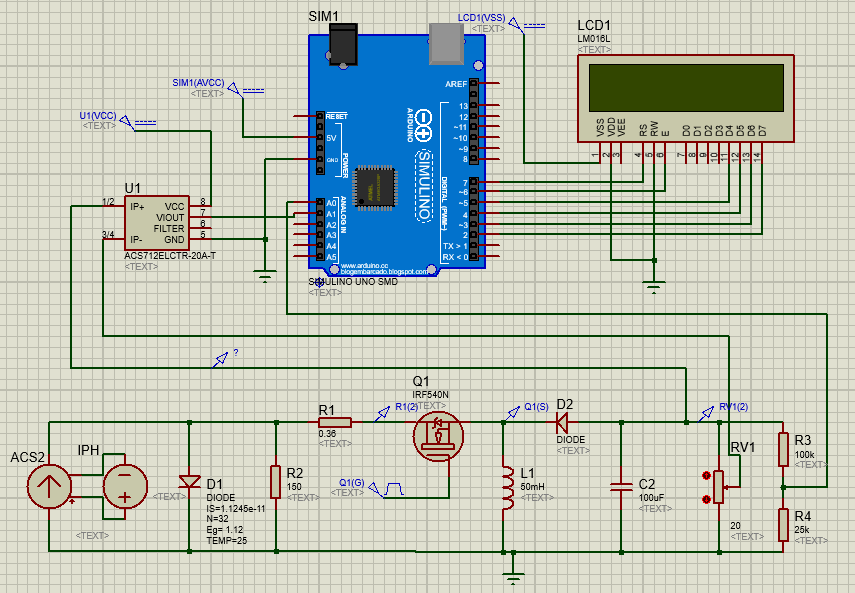 SIM1
LCD1(VSS)
<TEXT>
LCD1
LM016L
<TEXT>
SIM1(AVCC)
<TEXT>
U1(VCC)
<TEXT>
AREF
RESET
5V
GND
POWER
13
12
~11
~10
~9
8
ARDUINO
SIMULINO
DIGITAL (PWM~)
7
~6
~5
4
~3
2
TX > 1
RX < 0
A0
A1
A2
A3
A4
A5
ANALOG IN
www.arduino.cc
blogembarcado.blogspot.com
SIMULINO UNO SMD
<TEXT>
VSS
VDD
VEE
RS
RW
E
D0
D1
D2
D3
D4
D5
D6
D7
1
2
3
4
5
6
7
8
9
10
11
12
13
14
U1
1/2
IP+
VCC
8
VIOUT
7
FILTER
6
3/4
IP-
GND
5
ACS712ELCTR-20A-T
<TEXT>
?
Q1
IRF540N
<TEXT>
R1
0.36
<TEXT>
R1(2)
Q1(S)
D2
DIODE
<TEXT>
RV1(2)
ACS2
IPH
<TEXT>
D1
DIODE
IS=1.1245e-11
N=32
Eg= 1.12
TEMP=25
<TEXT>
R2
150
<TEXT>
Q1(G)
<TEXT>
L1
50mH
<TEXT>
C2
100uF
<TEXT>
RV1
20
<TEXT>
R3
100k
<TEXT>
R4
25k
<TEXT>